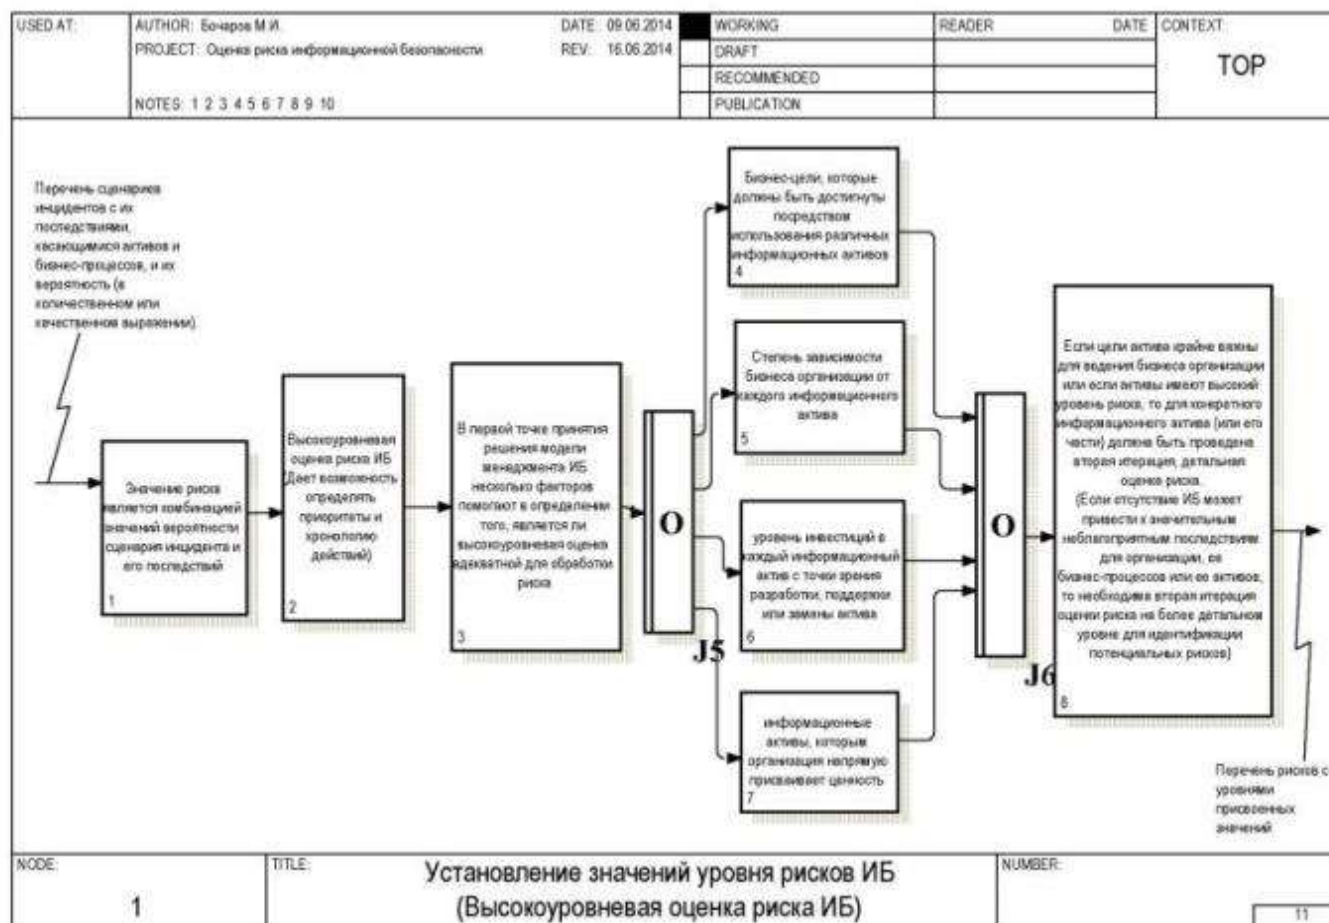 USED AT:
AUTHOR: Бочаров М.И.
DATE: 09.06.2014
PROJECT: Оценка риска информационной безопасности
REV: 16.06.2014
NOTES: 1 2 3 4 5 6 7 8 9 10
WORKING
DRAFT
RECOMMENDED
PUBLICATION
READER
DATE
CONTEXT:
TOP
Перечень сценариев
инцидентов с их
последствиями,
касающимися активов и
бизнес-процессов, и их
вероятность (в
количественном или
качественном выражении)
Значение риска
является комбинацией
значений вероятности
сценария инцидента и
его последствий
1
Высокоуровневая
оценка риска ИБ
(Дает возможность
определять
приоритеты и
хронологию
действий)
2
В первой точке принятия
решения модели
менеджмента ИБ
несколько факторов
помогают в определении
того, является ли
высокоуровневая оценка
адекватной для обработки
риска
3
O
J5
Бизнес-цели, которые
должны быть достигнуты
посредством
использования различных
информационных активов
4
Степень зависимости
бизнеса организации от
каждого информационного
актива
5
уровень инвестиций в
каждый информационный
актив с точки зрения
разработки, поддержки
или замены актива
6
информационные
активы, которым
организация напрямую
присваивает ценность
7
O
J6
Если цели актива крайне важны
для ведения бизнеса организации
или если активы имеют высокий
уровень риска, то для конкретного
информационного актива (или его
части) должна быть проведена
вторая итерация, детальная
оценка риска.
(Если отсутствие ИБ может
привести к значительным
неблагоприятным последствиям
для организации, ее
бизнес-процессов или ее активов,
то необходима вторая итерация
оценки риска на более детальном
уровне для идентификации
потенциальных рисков)
8
Перечень рисков с
уровнями
присвоенных
значений
NODE:
1
TITLE:
Установление значений уровня рисков ИБ
(Высокоуровневая оценка риска ИБ)
NUMBER:
11